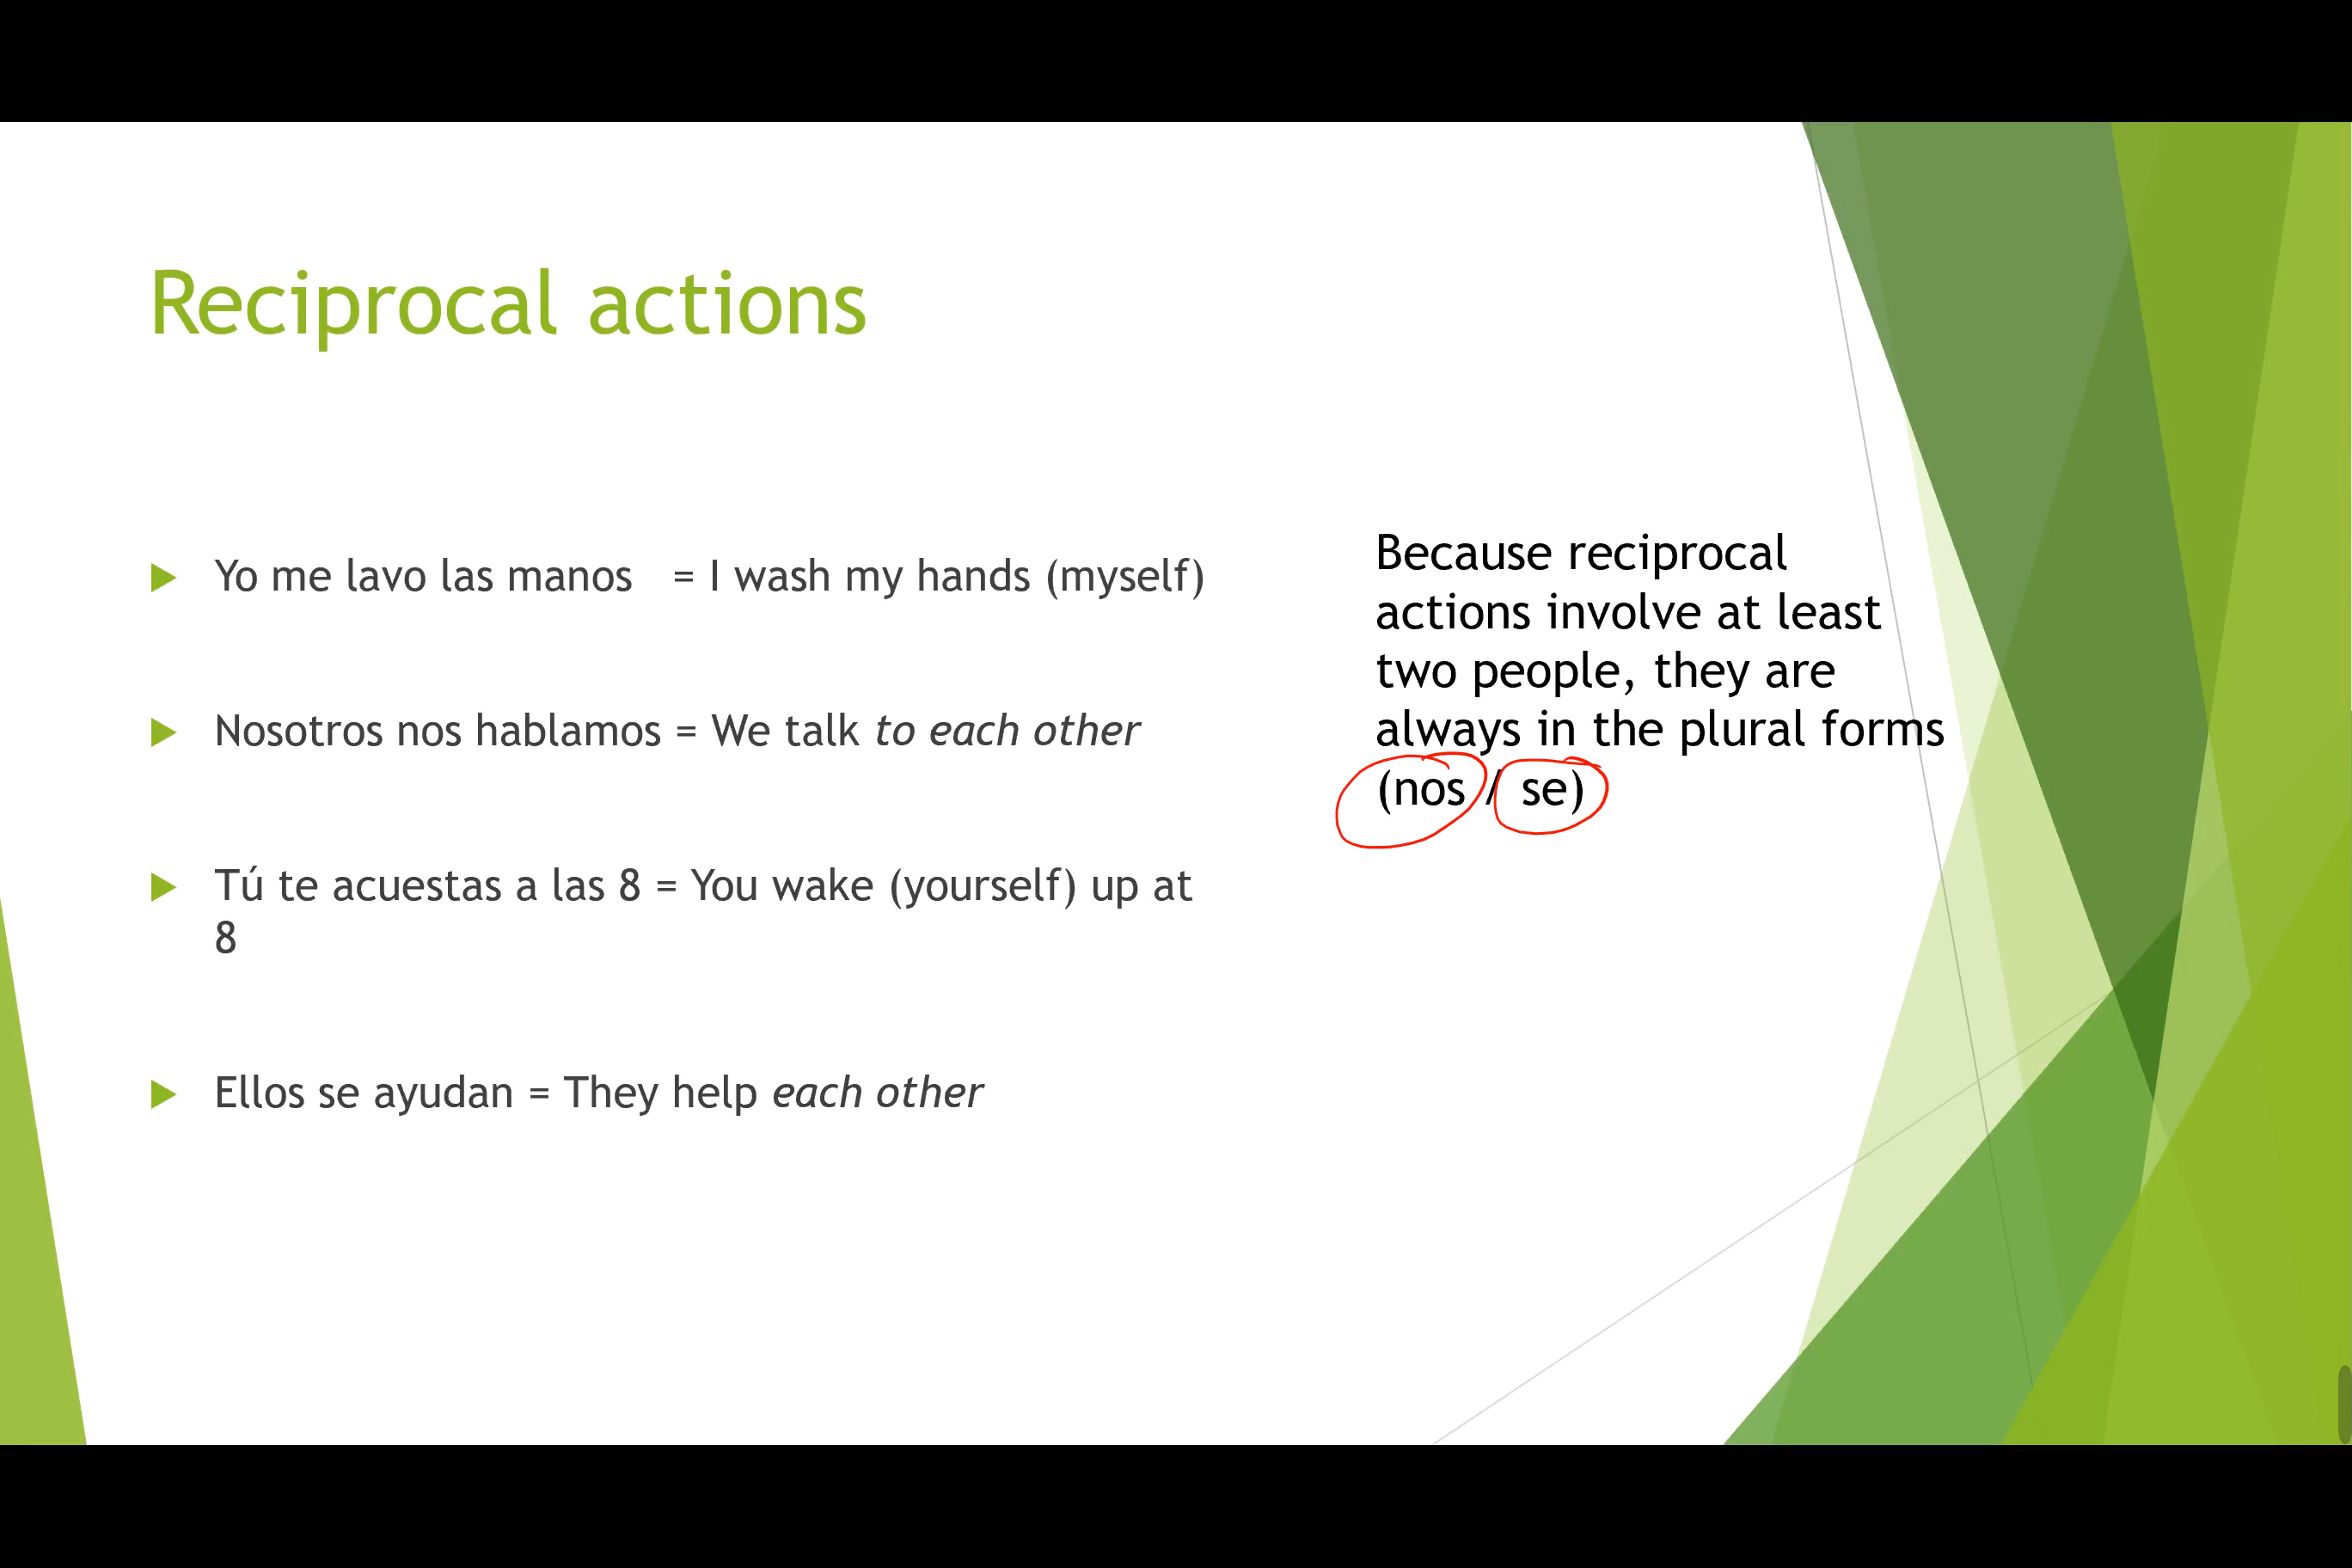 Reciprocal actions
Yo me lavo las manos = I wash my hands (myself)
Nosotros nos hablamos = We talk to each other
Tú te acuestas a las 8 = You wake (yourself) up at
8
Ellos se ayudan = They help each other
Because reciprocal
actions involve at least
two people, they are
always in the plural forms
(nos / se)